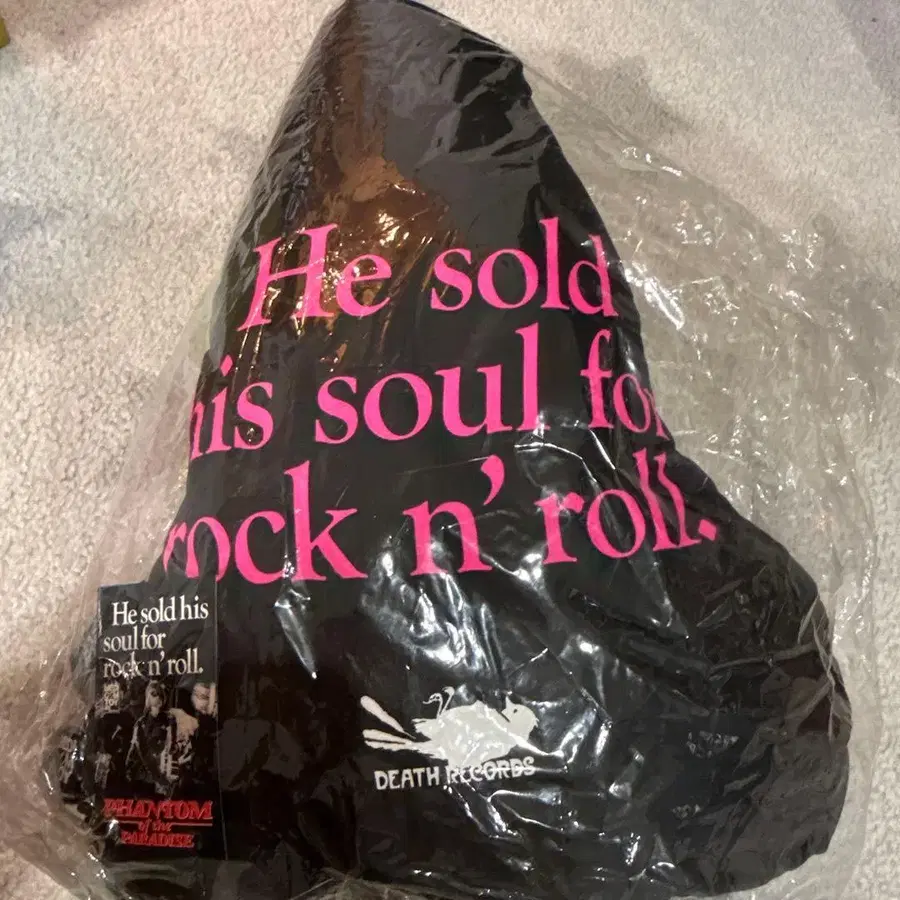 He sold
his soul for
rock n’ roll.
He sold his
soul for
rock n’ roll.
PHANTOM
of the
PARADISE
DEATH RECORDS